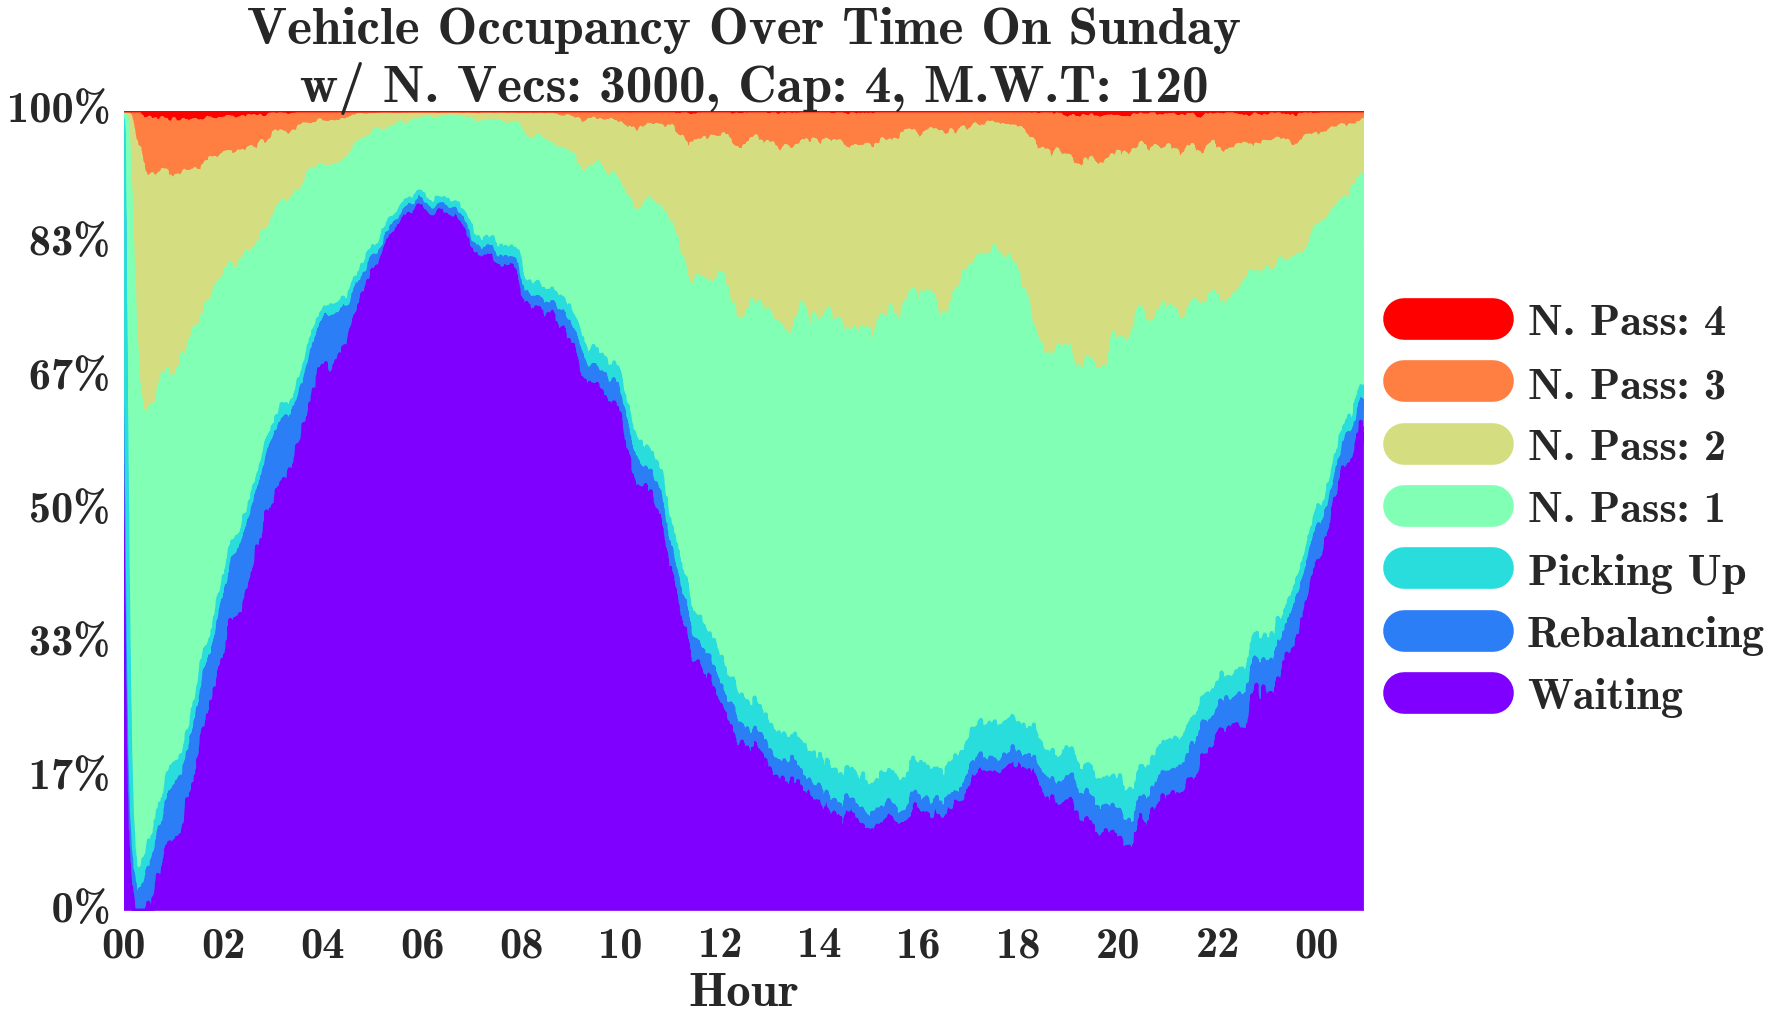 Vehicle Occupancy Over Time On Sunday
w/ N. Vecs: 3000, Cap: 4, M.W.T: 120
100%
83%
67%
50%
33%
17%
0%
00 02 04 06 08 10 12 14 16 18 20 22 00
Hour
N. Pass: 4
N. Pass: 3
N. Pass: 2
N. Pass: 1
Picking Up
Rebalancing
Waiting